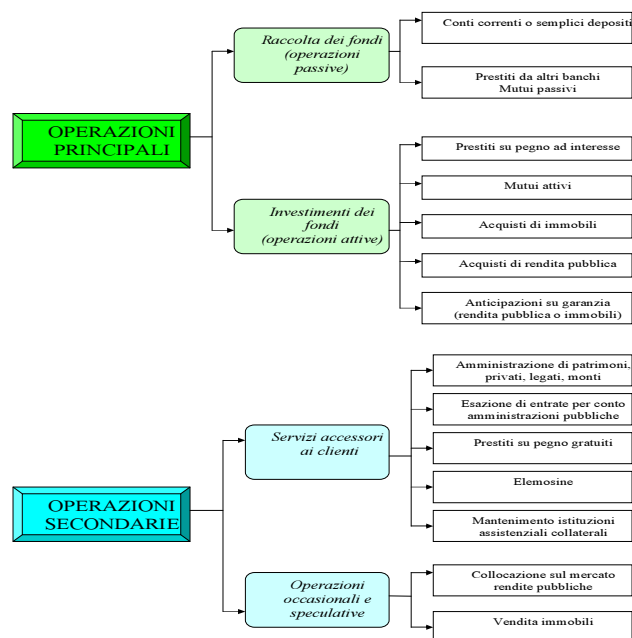 OPERAZIONI
PRINCIPALI
Raccolta dei fondi
(operazioni
passive)
Conti correnti o semplici depositi
Prestiti da altri banchi
Mutui passivi
Investimenti dei
fondi
(operazioni attive)
Prestiti su pegno ad interesse
Mutui attivi
Acquisti di immobili
Acquisti di rendita pubblica
Anticipazioni su garanzia
(rendita pubblica o immobili)
OPERAZIONI
SECONDARIE
Servizi accessori
ai clienti
Amministrazione di patrimoni,
privati, legati, monti
Esazione di entrate per conto
amministrazioni pubbliche
Prestiti su pegno gratuiti
Elemosine
Mantenimento istituzioni
assistenziali collaterali
Operazioni
occasionali e
speculative
Collocazione sul mercato
rendite pubbliche
Vendita immobili